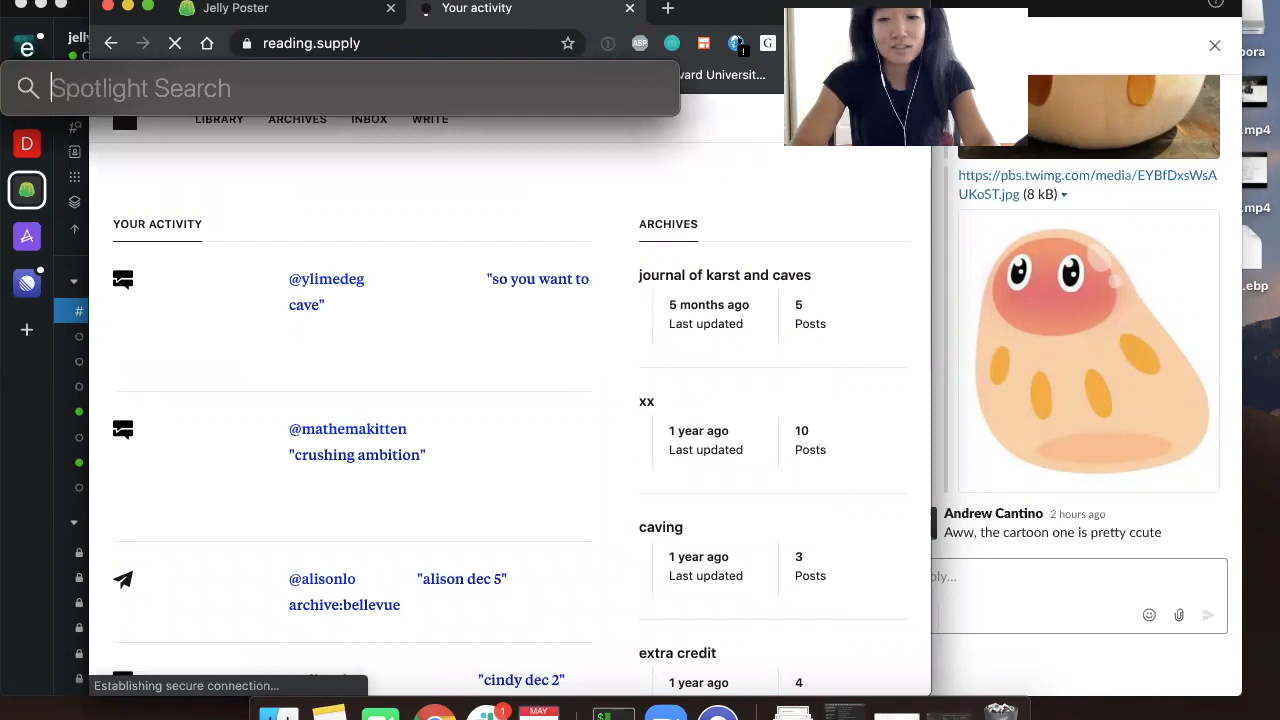 Jelly Poster
Your activity
reading.supply
ABP
G
Spotlight Search
LIBRARY
ARCHIVES
INBOX
WRITE
D
#
YOUR ACTIVITY
@ylimedeg "so you want to
cave"
@mathemakitten
"crushing ambition"
@alisonlo "alison dec 5"
archive:bellevue
"cindy dec 2"
ARCHIVES
journal of karst and caves
5 months ago 5
Last updated Posts
xx
1 year ago 10
Last updated Posts
caving
1 year ago 3
Last updated Posts
extra credit
1 year ago 4
Establishing secure connection...
https://pbs.twimg.com/media/EYBfDxsWsA
UKoST.jpg (8 kB)
Andrew Cantino 2 hours ago
Aww, the cartoon one is pretty ccute
.mp4
.mp4
.ebp
1
MAY